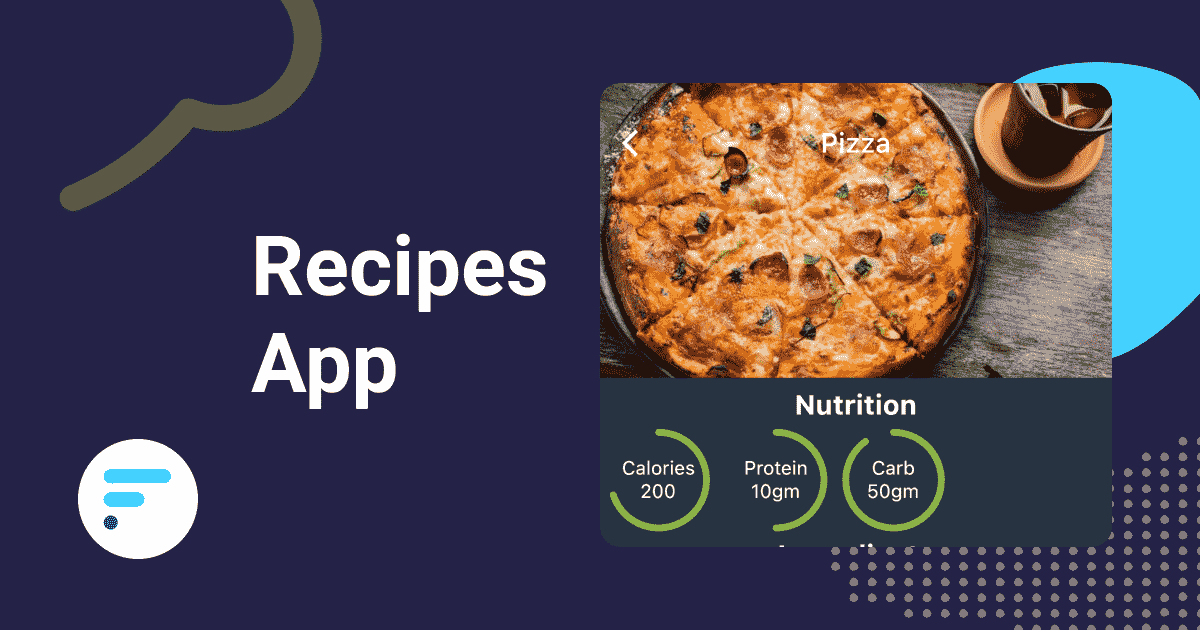 Recipes
App
Pizza
Nutrition
Calories
200
Protein
10gm
Carb
50gm